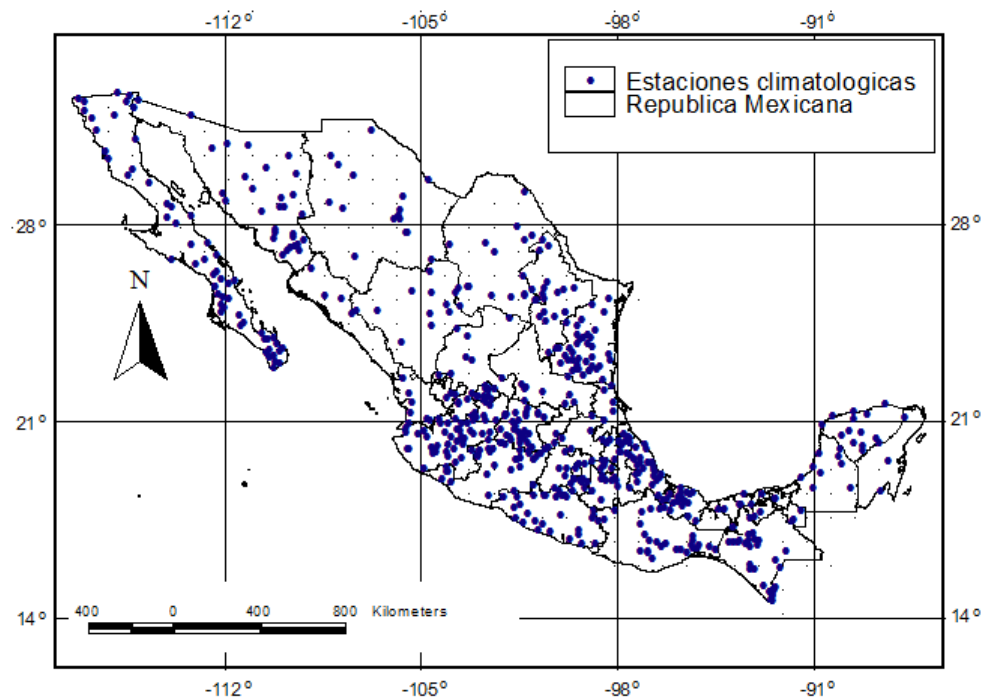 -112° -105° -98° -91°
Estaciones climatologicas
Republica Mexicana
28° 28°
N
21° 21°
400 0 400 800 Kilometers
14° 14°
-112° -105° -98° -91°